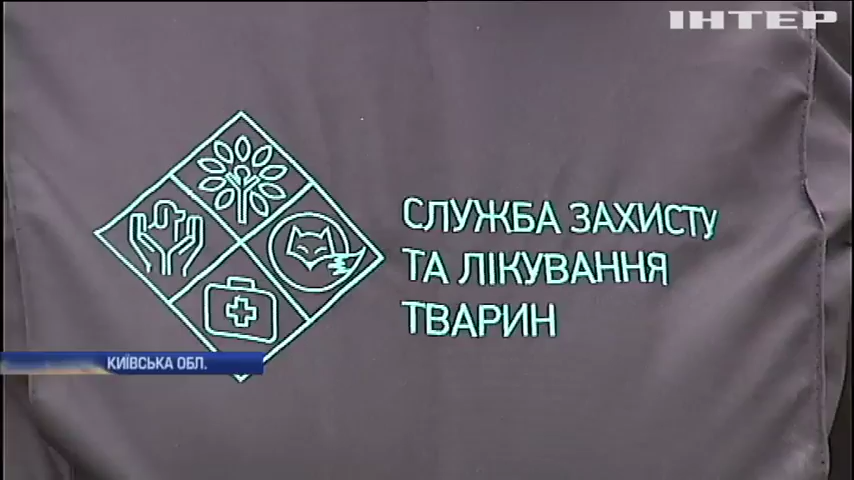 ІНТЕР
СЛУЖБА ЗАХИСТУ
ТА ЛІКУВАННЯ
ТВАРИН
КИЇВСЬКА ОБЛ.